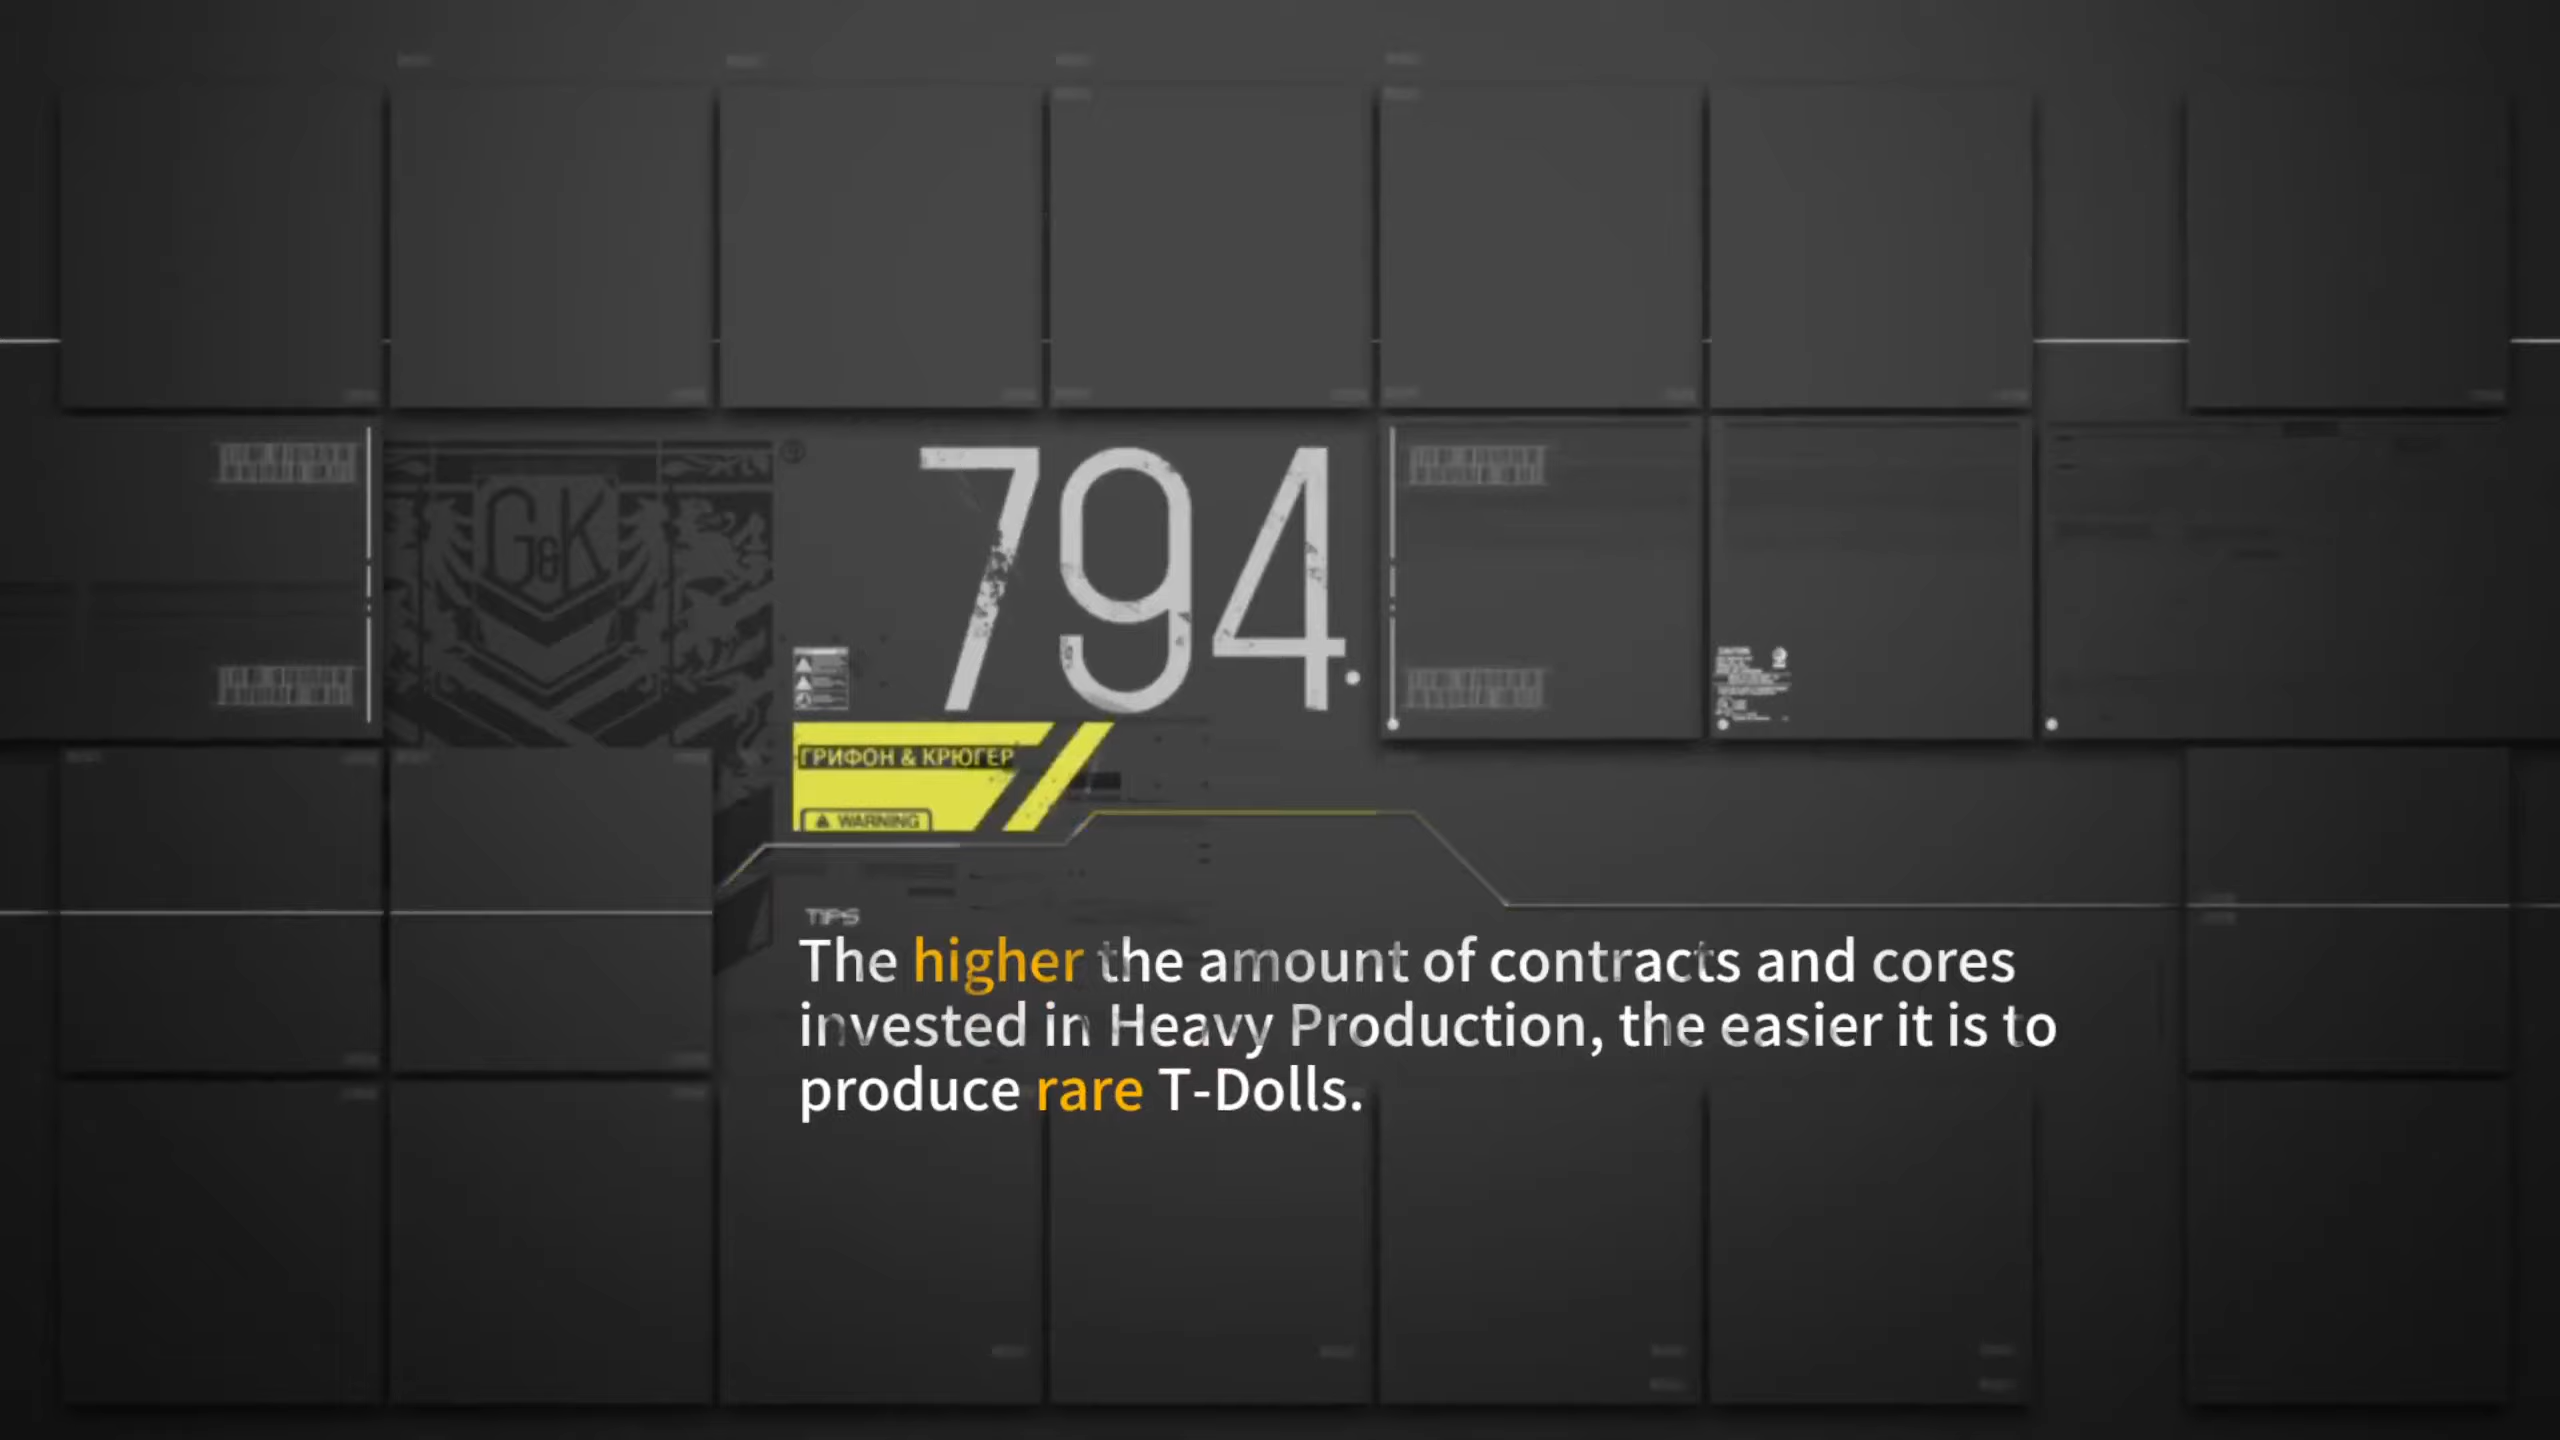 G&K
794.
ГРИФОН & КРЮГЕР
WARNING
TIPS
The higher the amount of contracts and cores
invested in Heavy Production, the easier it is to
produce rare T-Dolls.